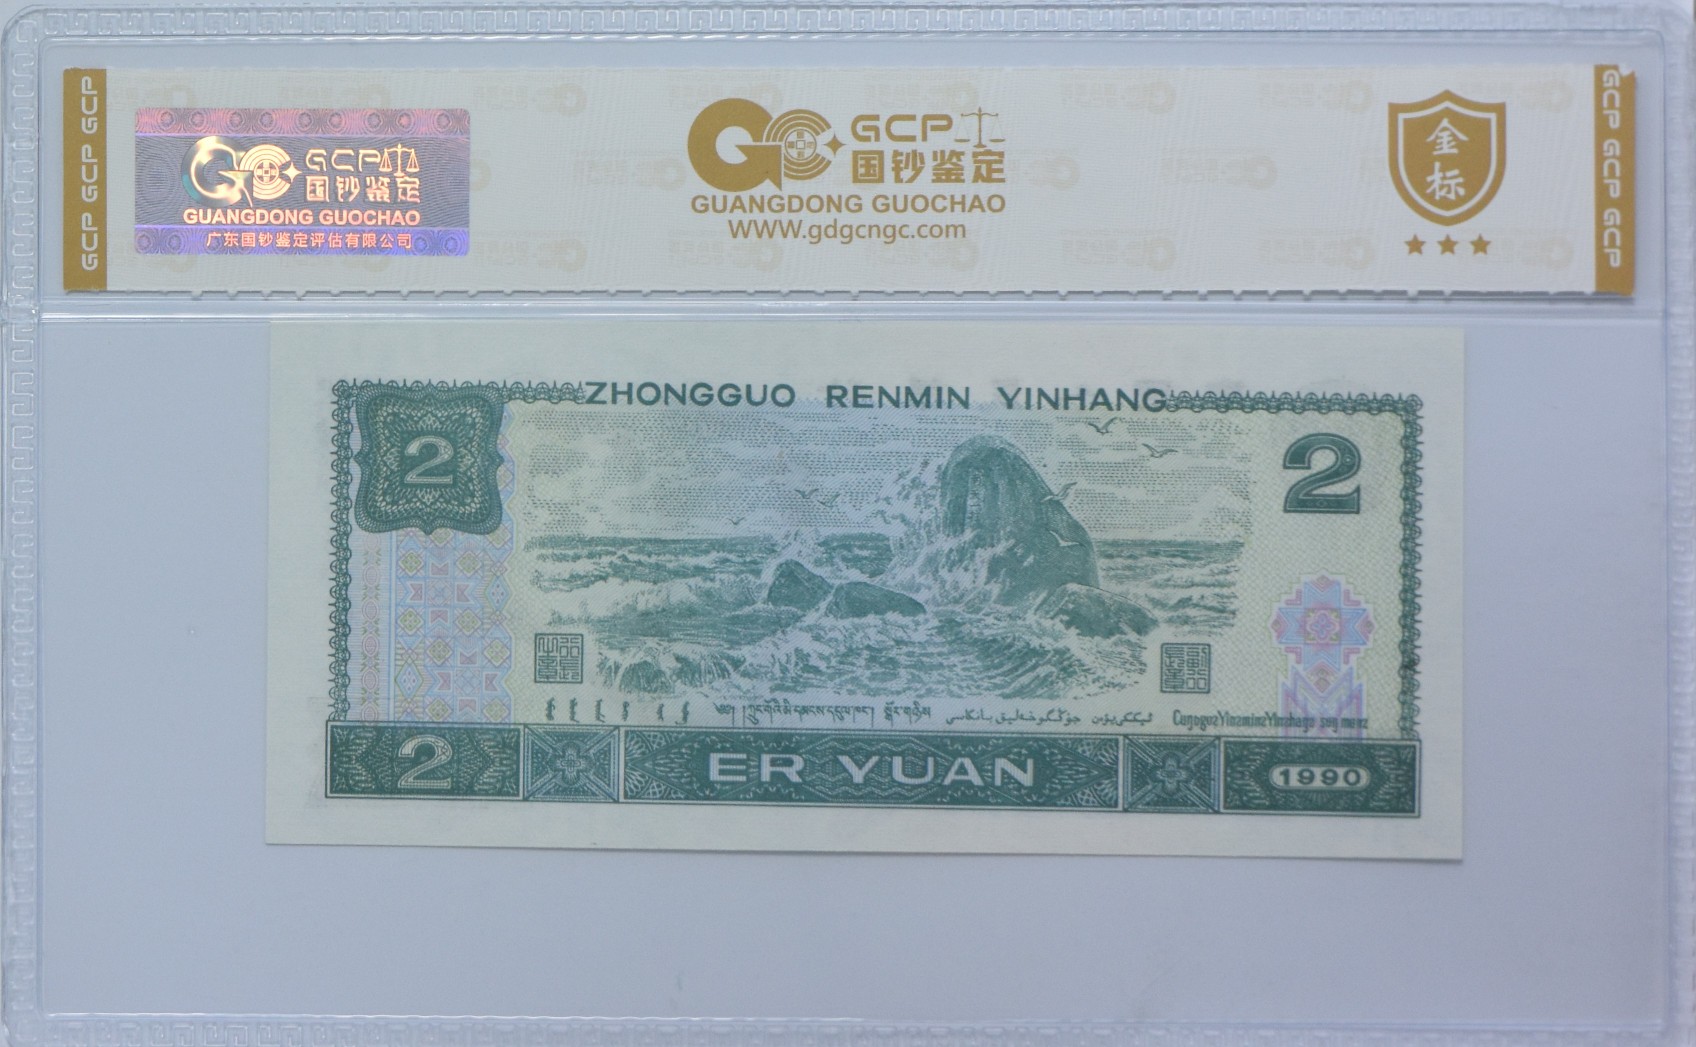 GCP GCP GCP
GCP
国钞鉴定
GUANGDONG GUOCHAO
广东国钞鉴定评估有限公司
GCP
国钞鉴定
GUANGDONG GUOCHAO
WWW.gdgcngc.com
金标
GCP GCP GCP
ZHONGGUO RENMIN YINHANG
2
2
2
ER YUAN
1990